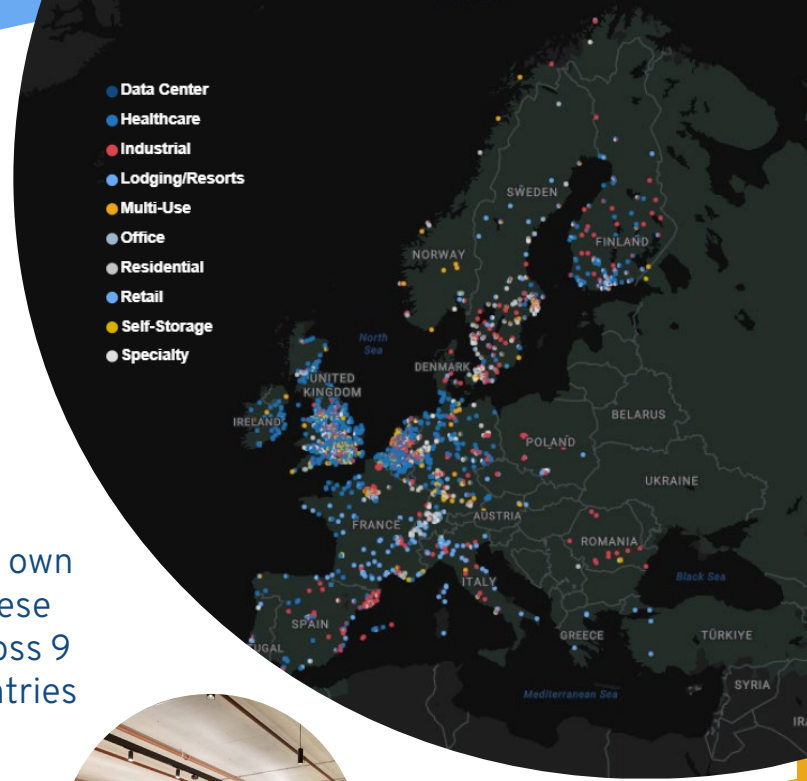 Data Center
Healthcare
Industrial
Lodging/Resorts
Multi-Use
Office
Residential
Retail
Self-Storage
Specialty
SWEDEN
FINLAND
NORWAY
North
Sea
DENMARK
UNITED
KINGDOM
IRELAND
BELARUS
POLAND
UKRAINE
FRANCE
AUSTRIA
ROMANIA
ITALY
Black Sea
SPAIN
UGAL
GREECE
TÜRKIYE
SYRIA
Mediterranean Sea
IRA
own
ese
oss 9
ntries